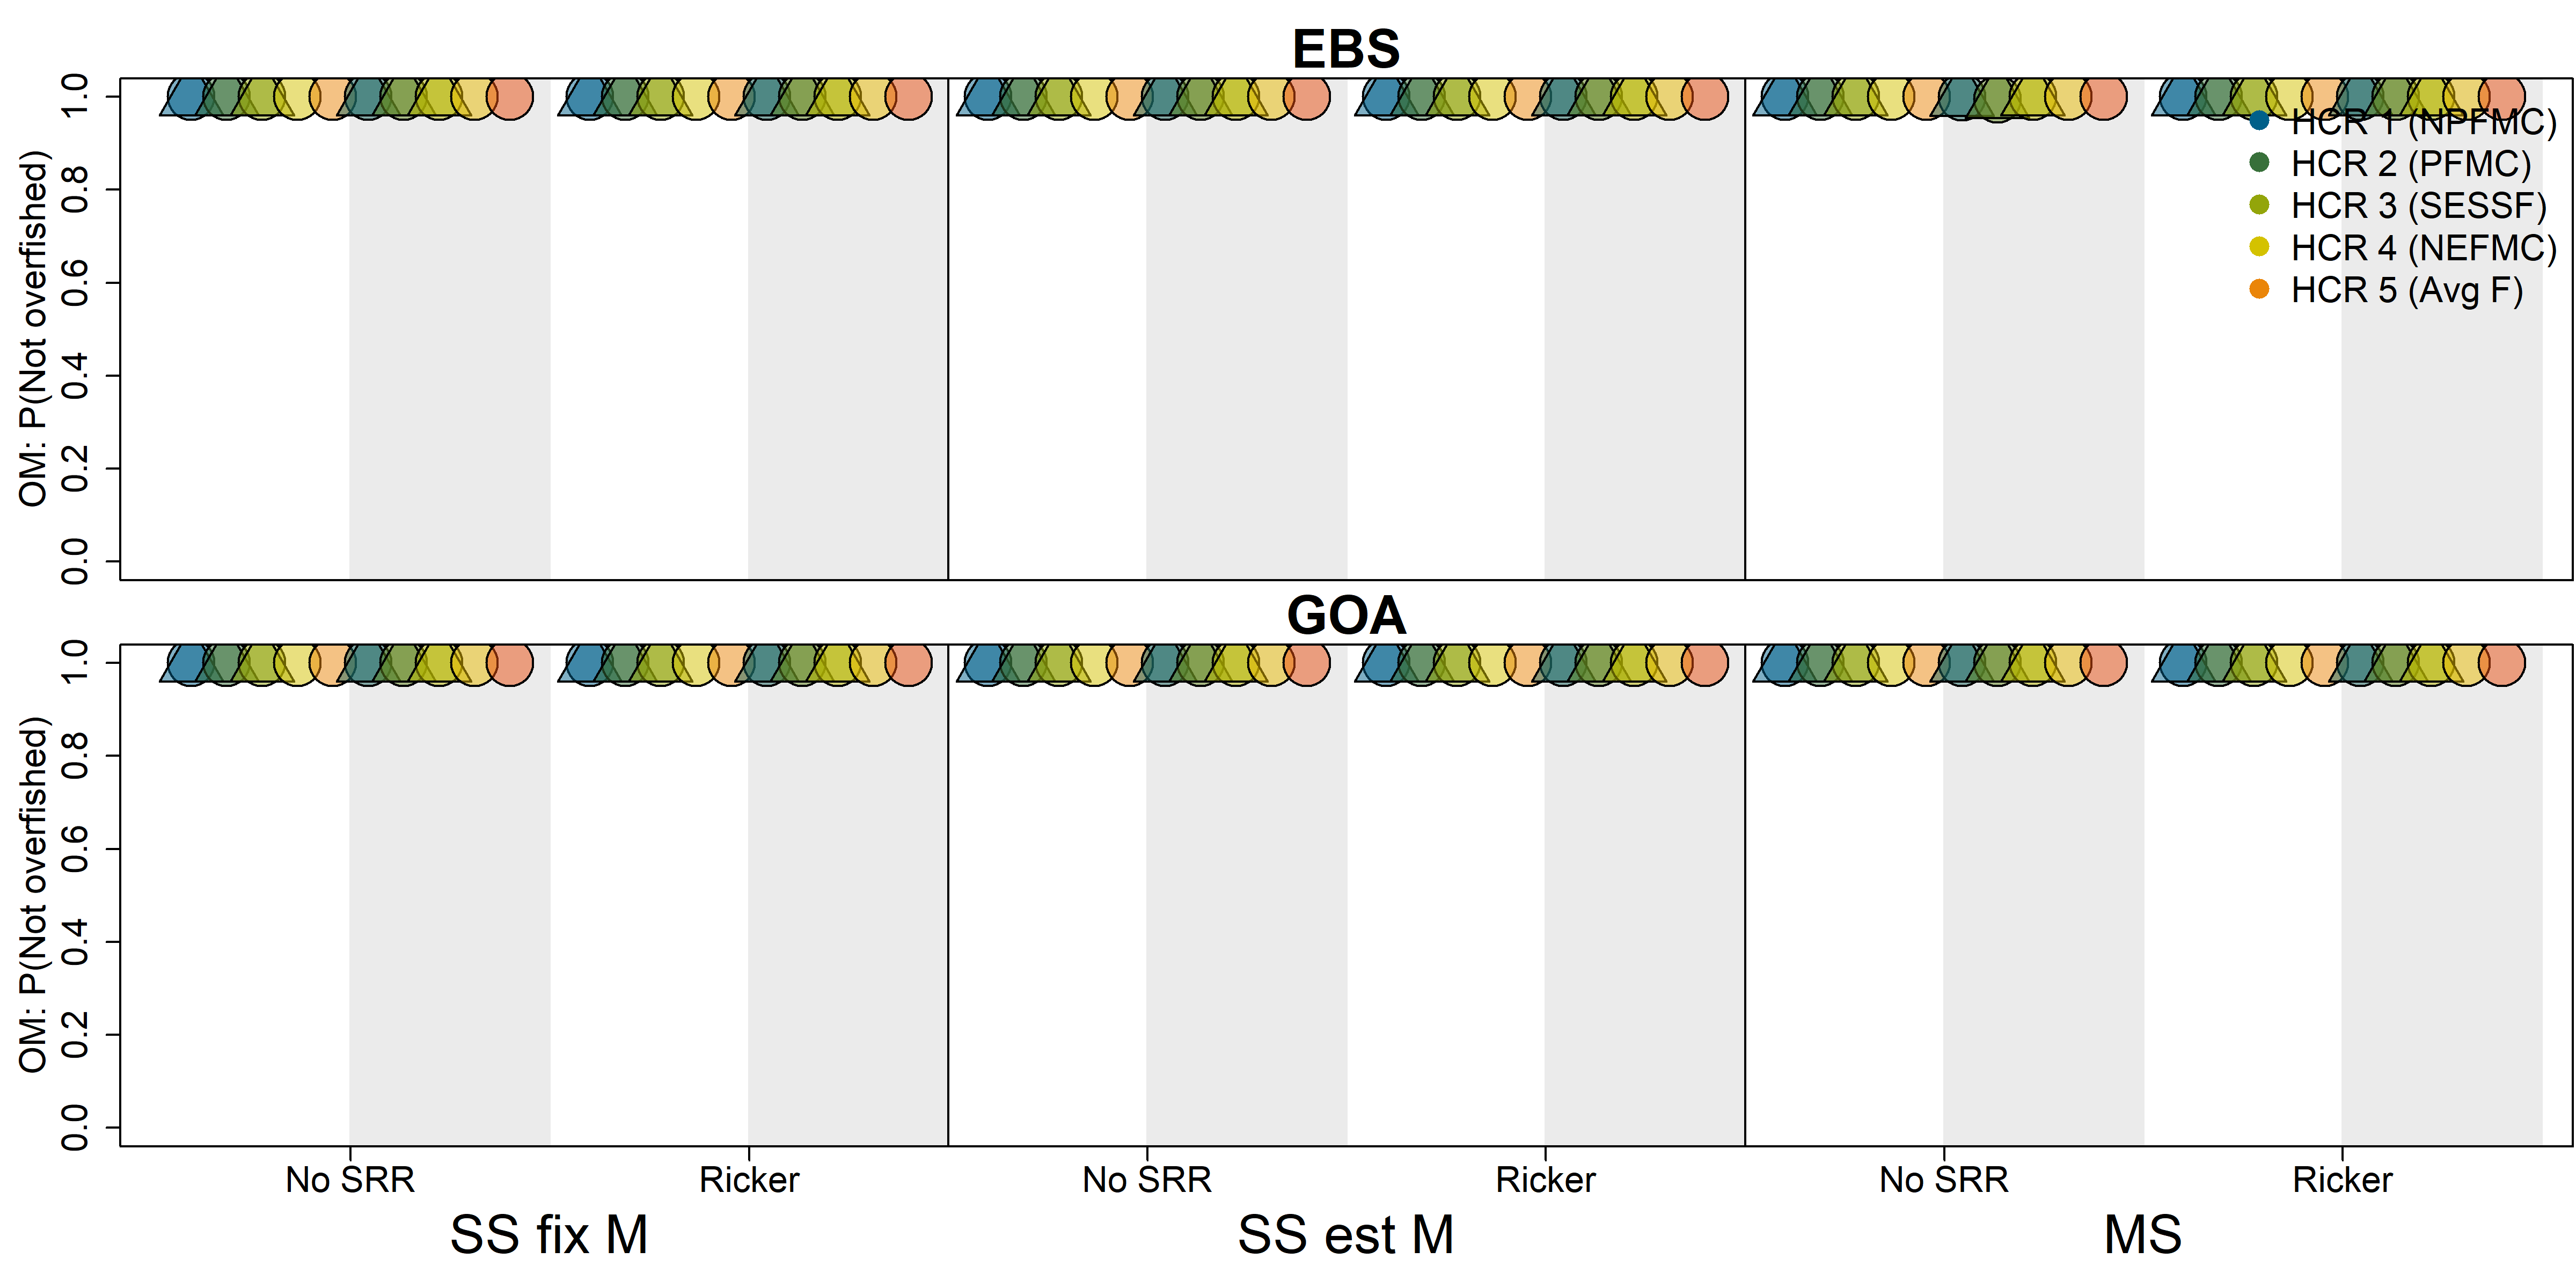 EBS
OM: P(Not overfished)
1.0
0.8
0.6
0.4
0.2
0.0
HCR 1 (NPFMC)
HCR 2 (PFMC)
HCR 3 (SESSF)
HCR 4 (NEFMC)
HCR 5 (Avg F)
GOA
OM: P(Not overfished)
1.0
0.8
0.6
0.4
0.2
0.0
No SRR Ricker No SRR Ricker No SRR Ricker
SS fix M SS est M MS